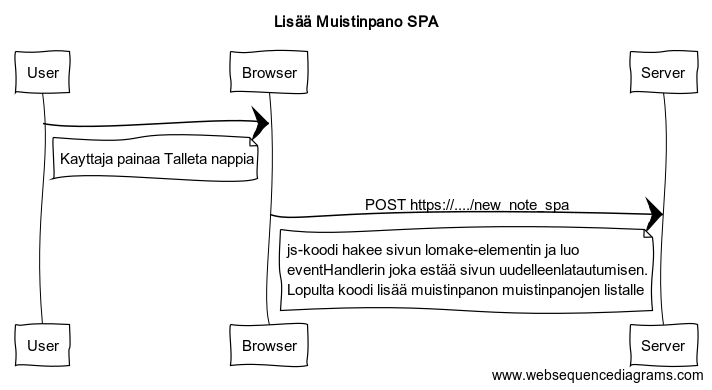 Lisää Muistinpano SPA
User
Browser
Server
Kayttaja painaa Talleta nappia
POST https://..../new_note_spa
js-koodi hakee sivun lomake-elementin ja luo
eventHandlerin joka estää sivun uudelleenlatautumisen.
Lopulta koodi lisää muistinpanon muistinpanojen listalle
User
Browser
Server
www.websequencediagrams.com